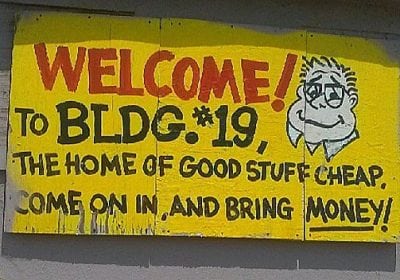 WELCOME!
TO BLDG. #19,
THE HOME OF GOOD STUFF CHEAP.
COME ON IN, AND BRING MONEY!